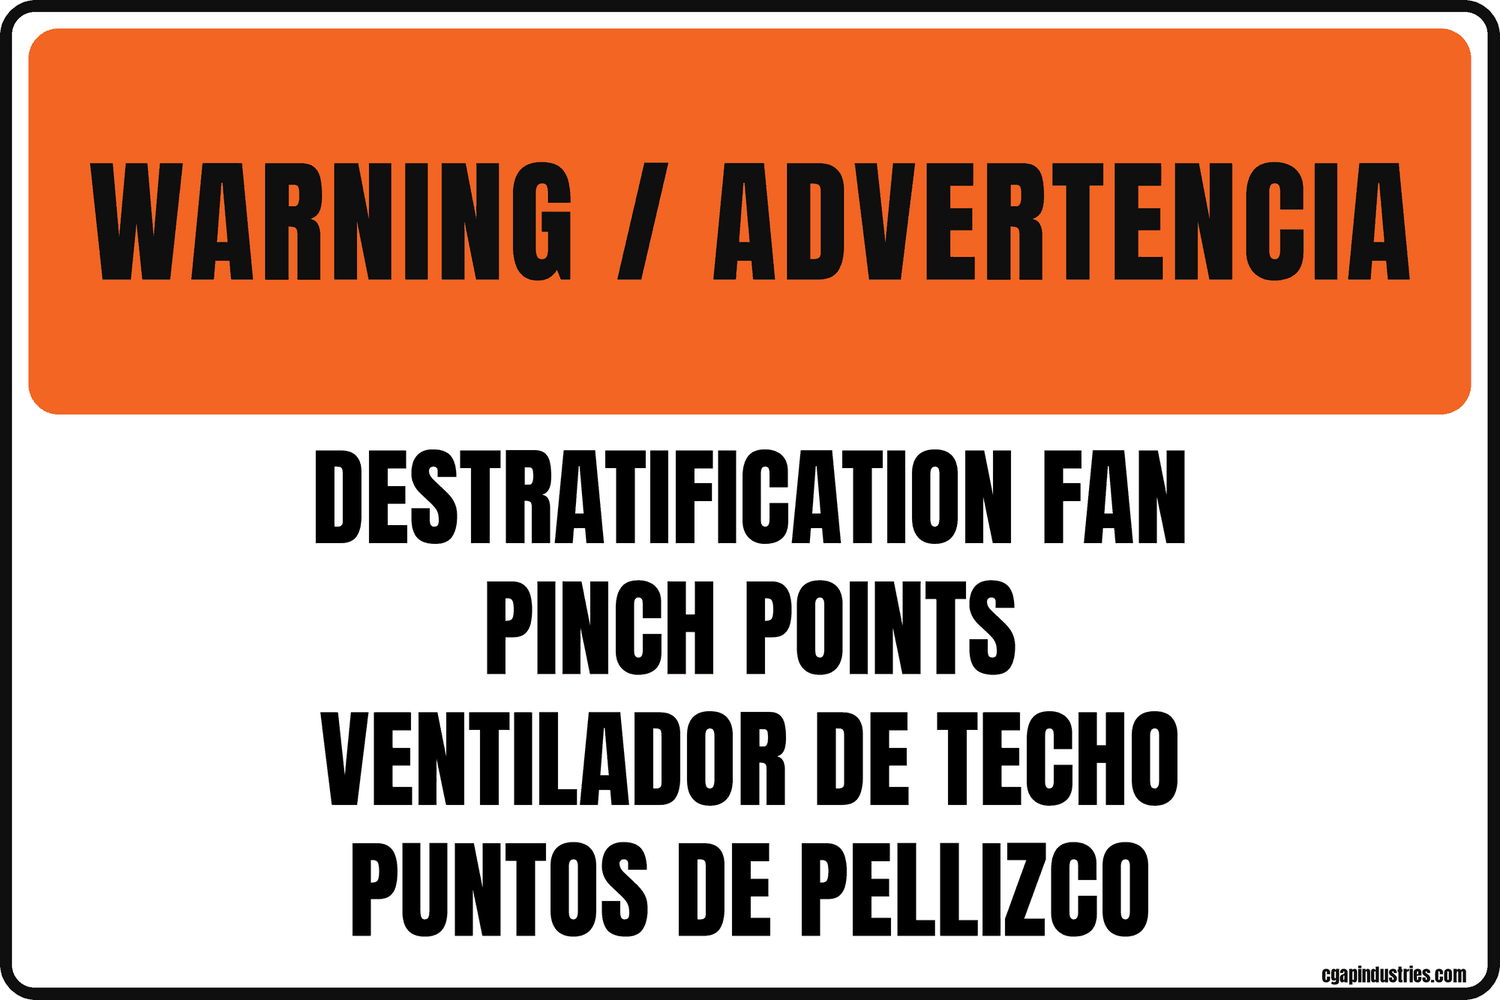 WARNING / ADVERTENCIA
DESTRATIFICATION FAN
PINCH POINTS
VENTILADOR DE TECHO
PUNTOS DE PELLIZCO
cgapindustries.com